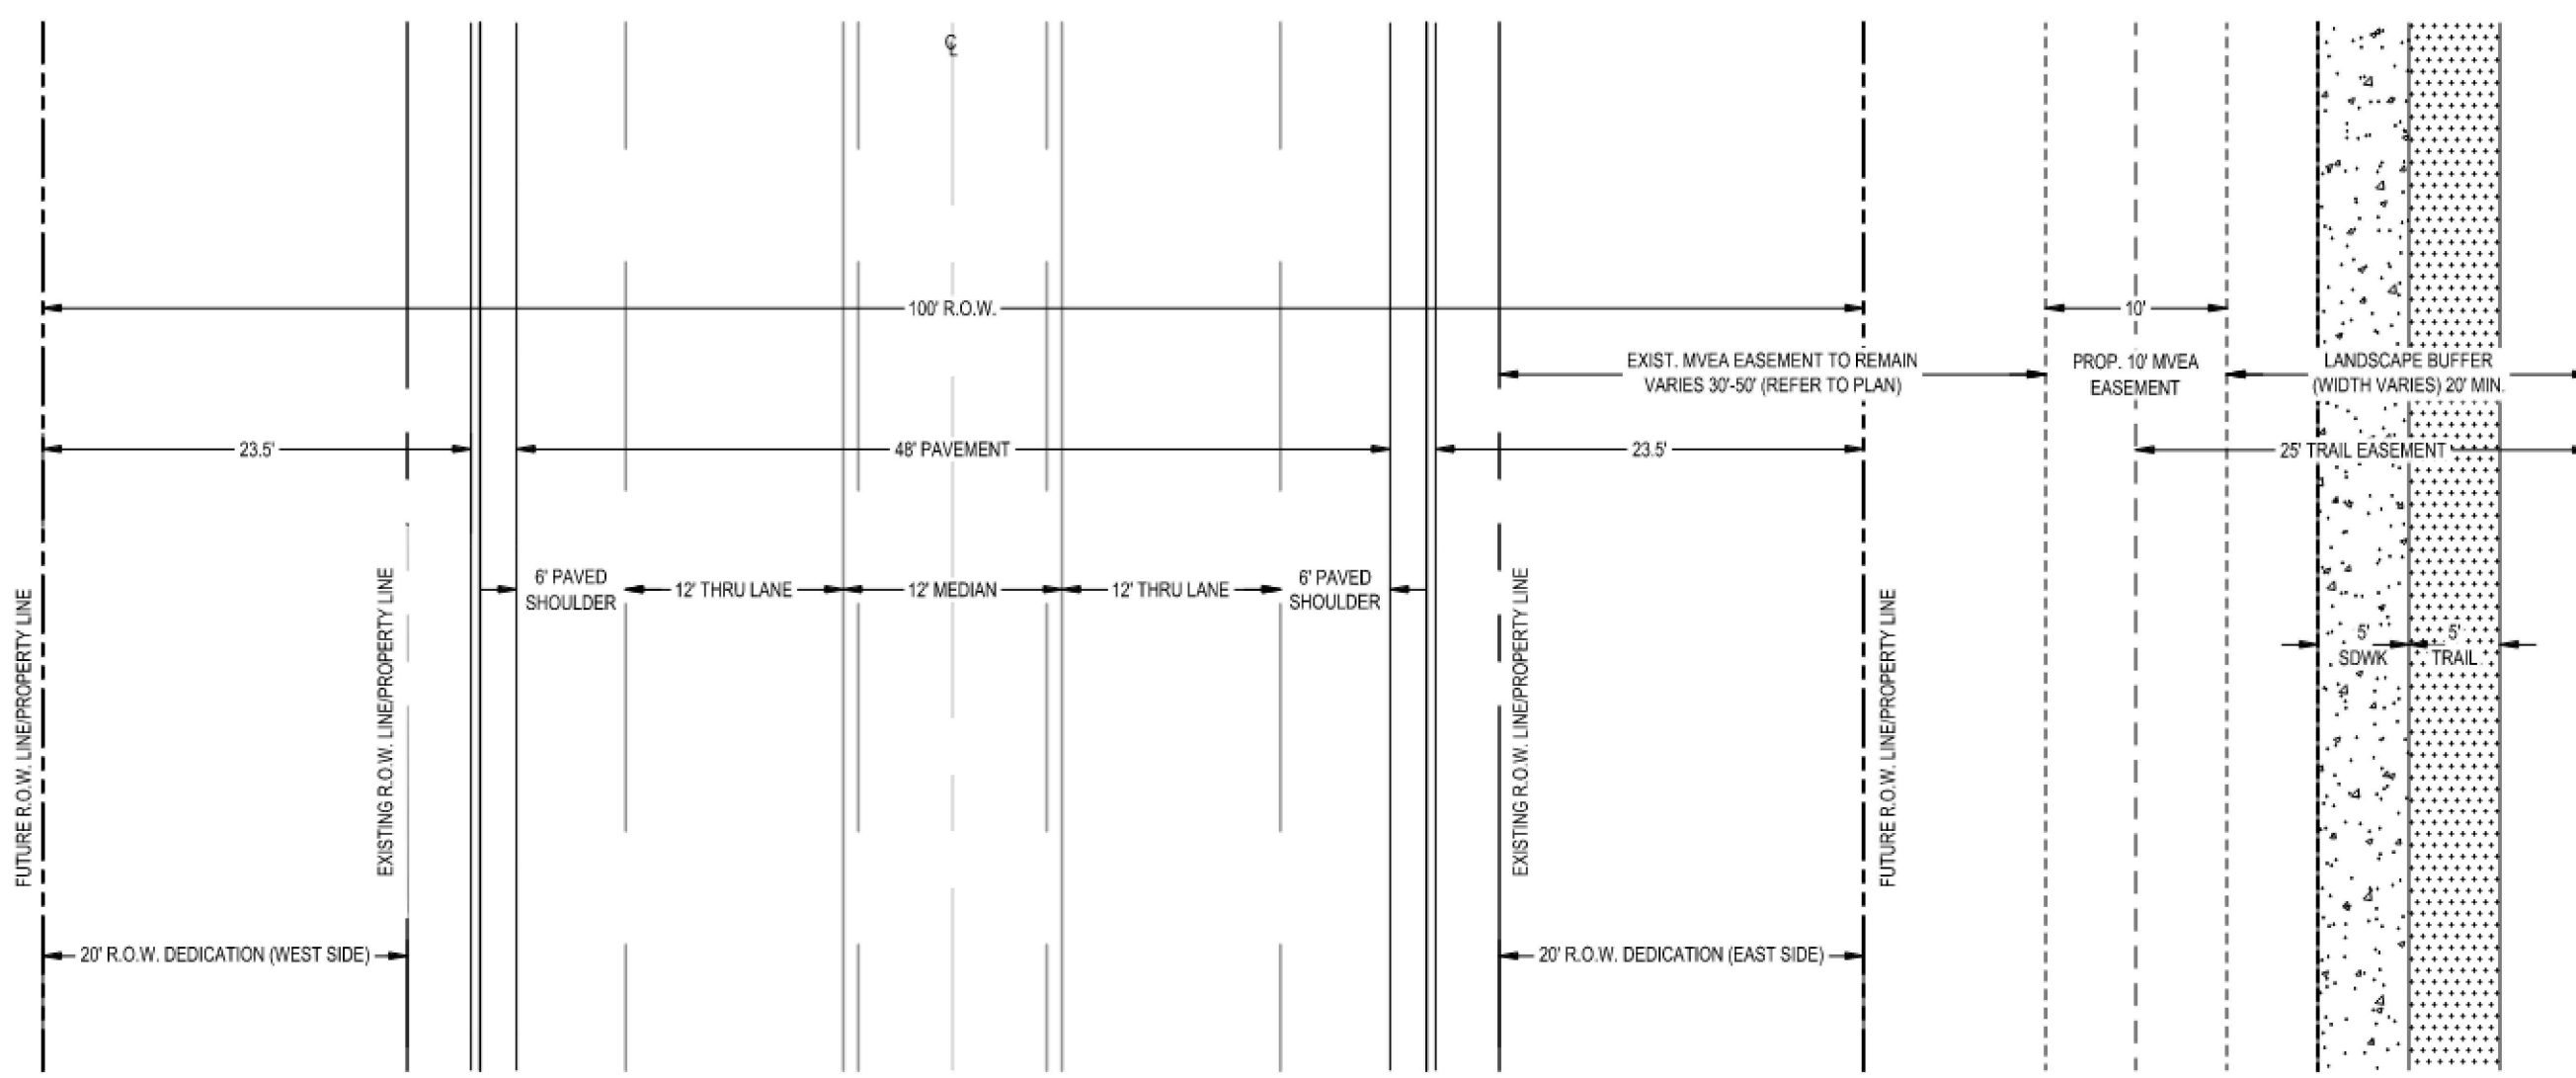 ℄
100' R.O.W.
10'
EXIST. MVEA EASEMENT TO REMAIN
VARIES 30'-50' (REFER TO PLAN)
PROP. 10' MVEA
EASEMENT
LANDSCAPE BUFFER
(WIDTH VARIES) 20' MIN.
23.5'
48' PAVEMENT
23.5'
25' TRAIL EASEMENT
6' PAVED
SHOULDER
12' THRU LANE
12' MEDIAN
12' THRU LANE
6' PAVED
SHOULDER
5'
SDWK
5'
TRAIL
FUTURE R.O.W. LINE/PROPERTY LINE
EXISTING R.O.W. LINE/PROPERTY LINE
EXISTING R.O.W. LINE/PROPERTY LINE
FUTURE R.O.W. LINE/PROPERTY LINE
20' R.O.W. DEDICATION (WEST SIDE)
20' R.O.W. DEDICATION (EAST SIDE)